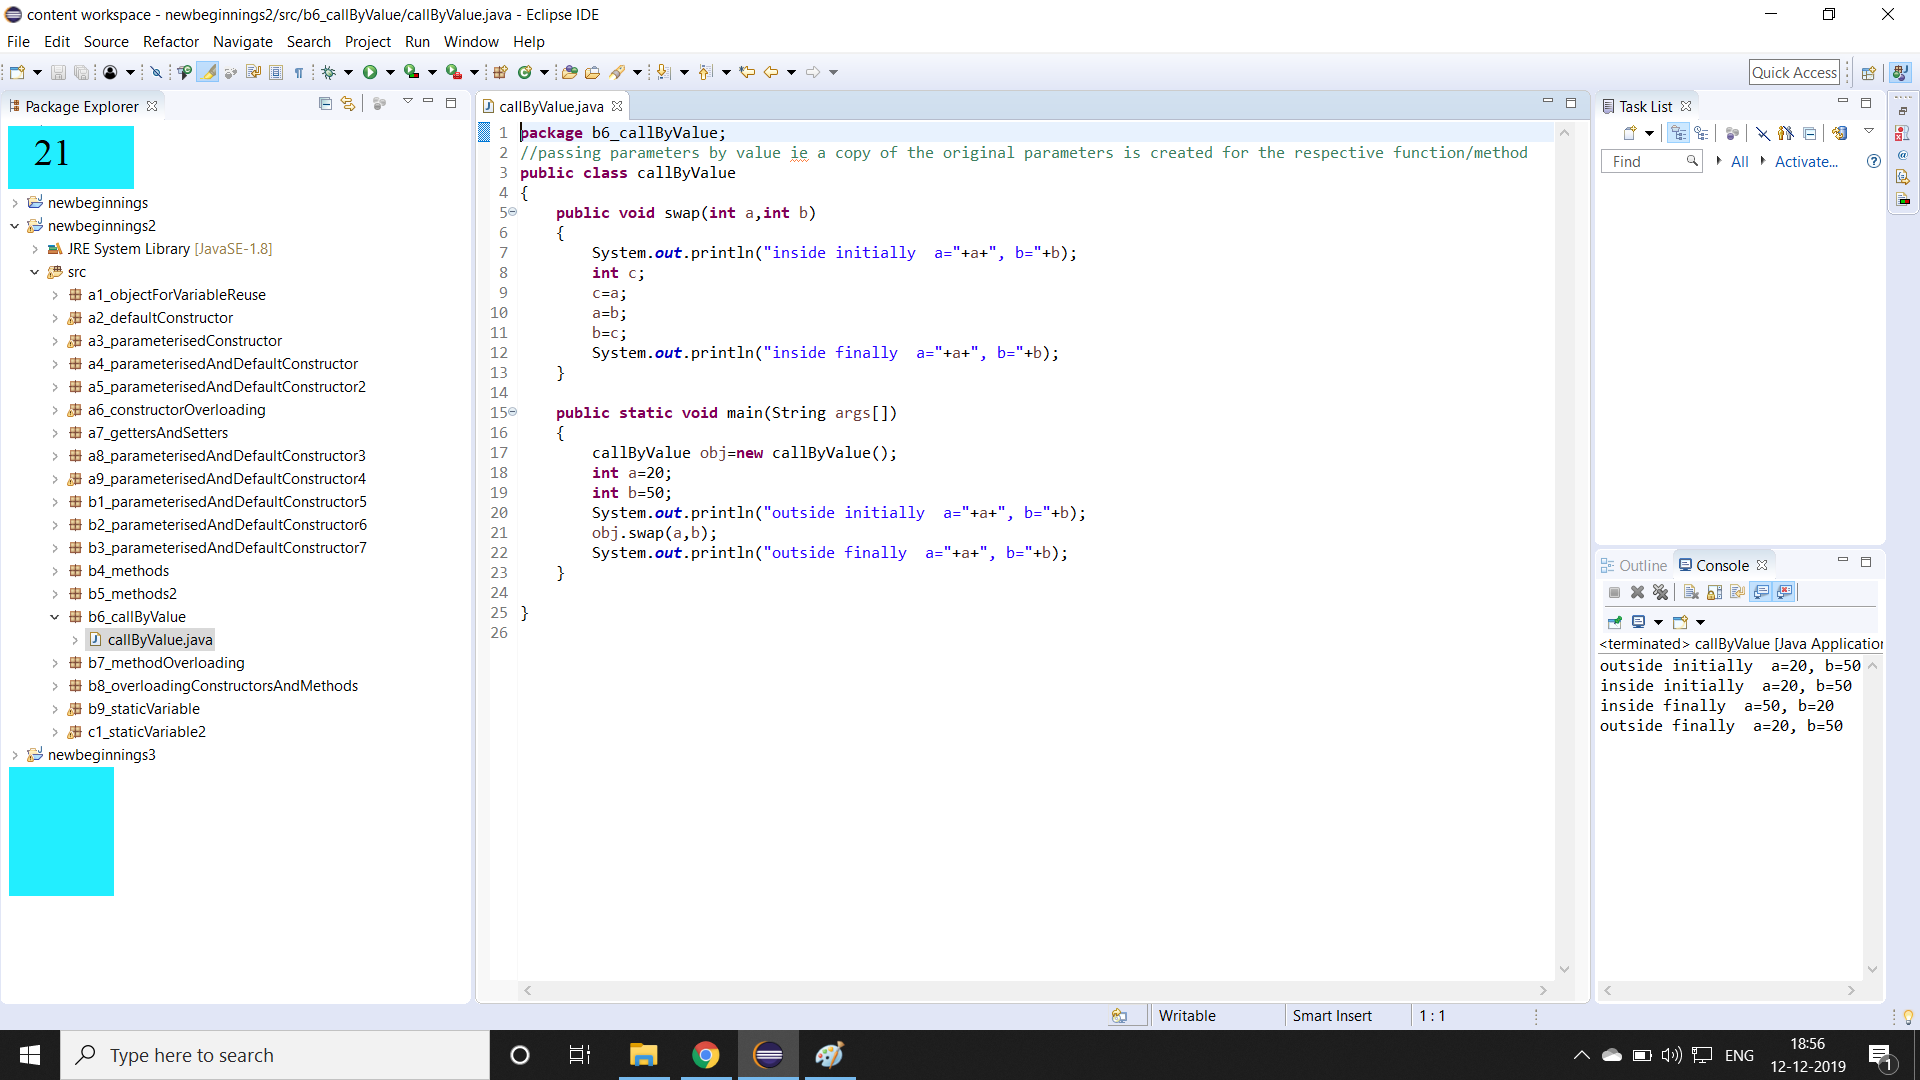 content workspace - newbeginnings2/src/b6_callByValue/callByValue.java - Eclipse IDE
File Edit Source Refactor Navigate Search Project Run Window Help
Quick Access
Package Explorer
21
newbeginnings
newbeginnings2
JRE System Library [JavaSE-1.8]
src
a1_objectForVariableReuse
a2_defaultConstructor
a3_parameterisedConstructor
a4_parameterisedAndDefaultConstructor
a5_parameterisedAndDefaultConstructor2
a6_constructorOverloading
a7_gettersAndSetters
a8_parameterisedAndDefaultConstructor3
a9_parameterisedAndDefaultConstructor4
b1_parameterisedAndDefaultConstructor5
b2_parameterisedAndDefaultConstructor6
b3_parameterisedAndDefaultConstructor7
b4_methods
b5_methods2
b6_callByValue
callByValue.java
b7_methodOverloading
b8_overloadingConstructorsAndMethods
b9_staticVariable
c1_staticVariable2
newbeginnings3
callByValue.java
1 package b6_callByValue;
2 //passing parameters by value ie a copy of the original parameters is created for the respective function/method
3 public class callByValue
4 {
5     public void swap(int a,int b)
6     {
7         System.out.println("inside initially  a="+a+", b="+b);
8         int c;
9         c=a;
10         a=b;
11         b=c;
12         System.out.println("inside finally  a="+a+", b="+b);
13     }
14
15     public static void main(String args[])
16     {
17         callByValue obj=new callByValue();
18         int a=20;
19         int b=50;
20         System.out.println("outside initially  a="+a+", b="+b);
21         obj.swap(a,b);
22         System.out.println("outside finally  a="+a+", b="+b);
23     }
24
25 }
26
Task List
Find All Activate...
Outline Console
<terminated> callByValue [Java Application
outside initially  a=20, b=50
inside initially  a=20, b=50
inside finally  a=50, b=20
outside finally  a=20, b=50
Writable Smart Insert 1 : 1
Type here to search
ENG
18:56
12-12-2019
1